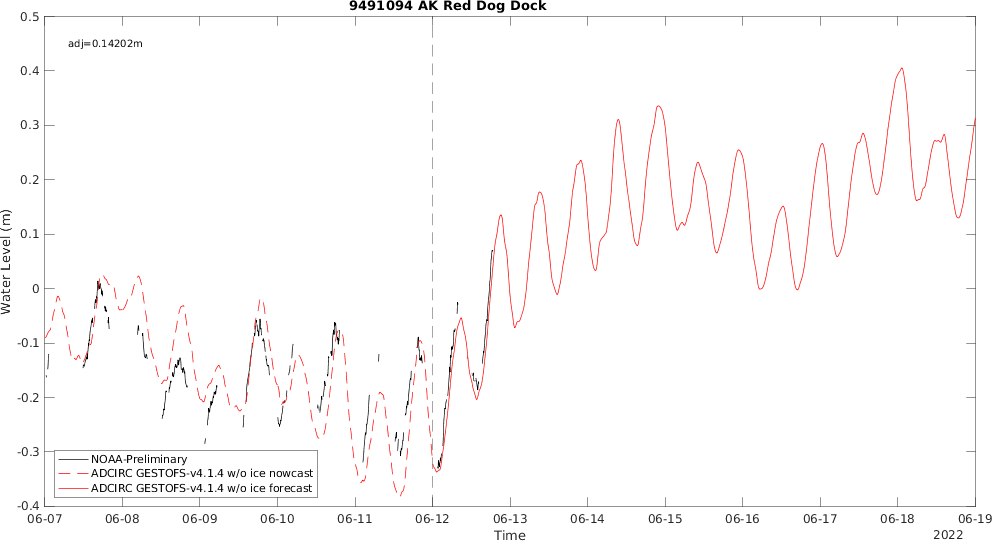 9491094 AK Red Dog Dock
adj=0.14202m
Water Level (m)
0.5
0.4
0.3
0.2
0.1
0
-0.1
-0.2
-0.3
-0.4
NOAA-Preliminary
ADCIRC GESTOFS-v4.1.4 w/o ice nowcast
ADCIRC GESTOFS-v4.1.4 w/o ice forecast
06-07 06-08 06-09 06-10 06-11 06-12 06-13 06-14 06-15 06-16 06-17 06-18 06-19
Time
2022